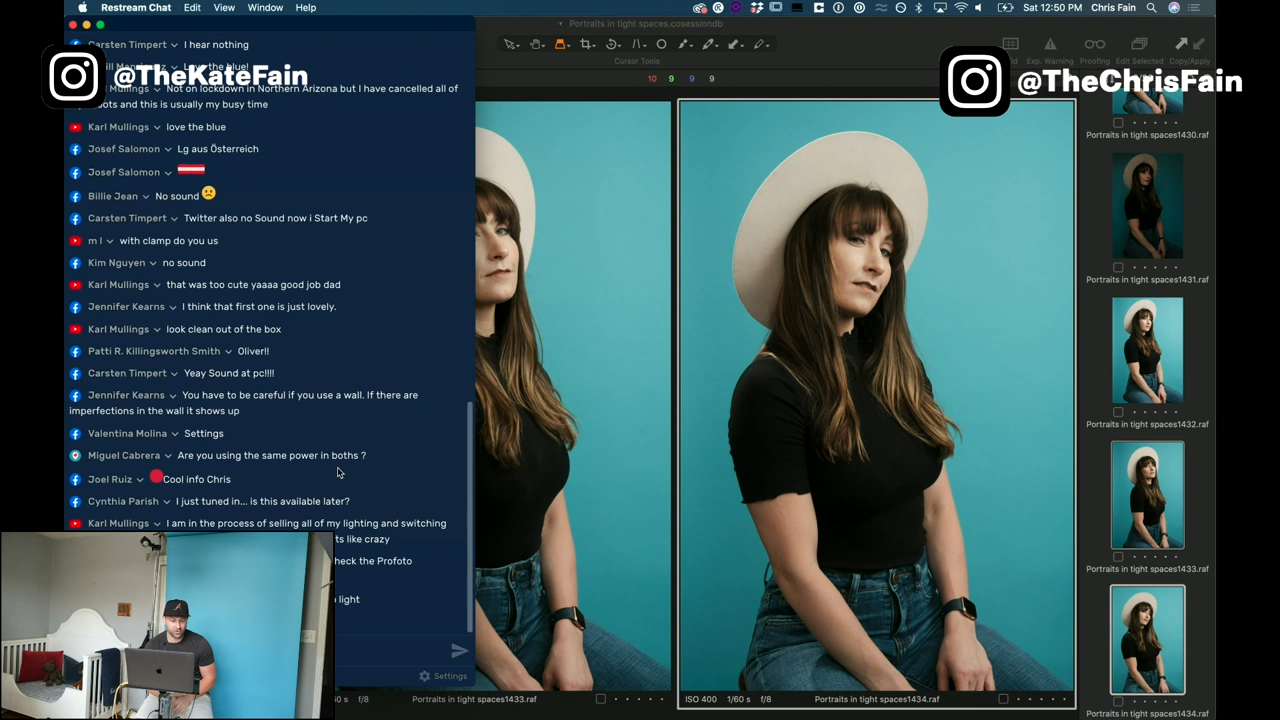 Restream Chat Edit View Window Help
Sat 12:50 PM Chris Fain
Portraits in tight spaces.cosessiondb
Cursor Tools
Exp. Warning Proofing Edit Selected Copy/Apply
10 9 9 9
@TheKateFain
@TheChrisFain
Carsten Timpert I hear nothing
Not on lockdown in Northern Arizona but I have cancelled all of
and this is usually my busy time
Karl Mullings love the blue
Josef Salomon Lg aus Österreich
Josef Salomon
Billie Jean No sound 🙁
Carsten Timpert Twitter also no Sound now i Start My pc
m l with clamp do you us
Kim Nguyen no sound
Karl Mullings that was too cute yaaaa good job dad
Jennifer Kearns I think that first one is just lovely.
Karl Mullings look clean out of the box
Patti R. Killingsworth Smith Oliver!!
Carsten Timpert Yeay Sound at pc!!!!
Jennifer Kearns You have to be careful if you use a wall. If there are
imperfections in the wall it shows up
Valentina Molina Settings
Miguel Cabrera Are you using the same power in boths ?
Joel Ruiz 🔴Cool info Chris
Cynthia Parish I just tuned in... is this available later?
Karl Mullings I am in the process of selling all of my lighting and switching
like crazy
the Profoto
light
Settings
f/8 Portraits in tight spaces1433.raf
ISO 400 1/60 s f/8 Portraits in tight spaces1434.raf
Portraits in tight spaces1430.raf
Portraits in tight spaces1431.raf
Portraits in tight spaces1432.raf
Portraits in tight spaces1433.raf
Portraits in tight spaces1434.raf